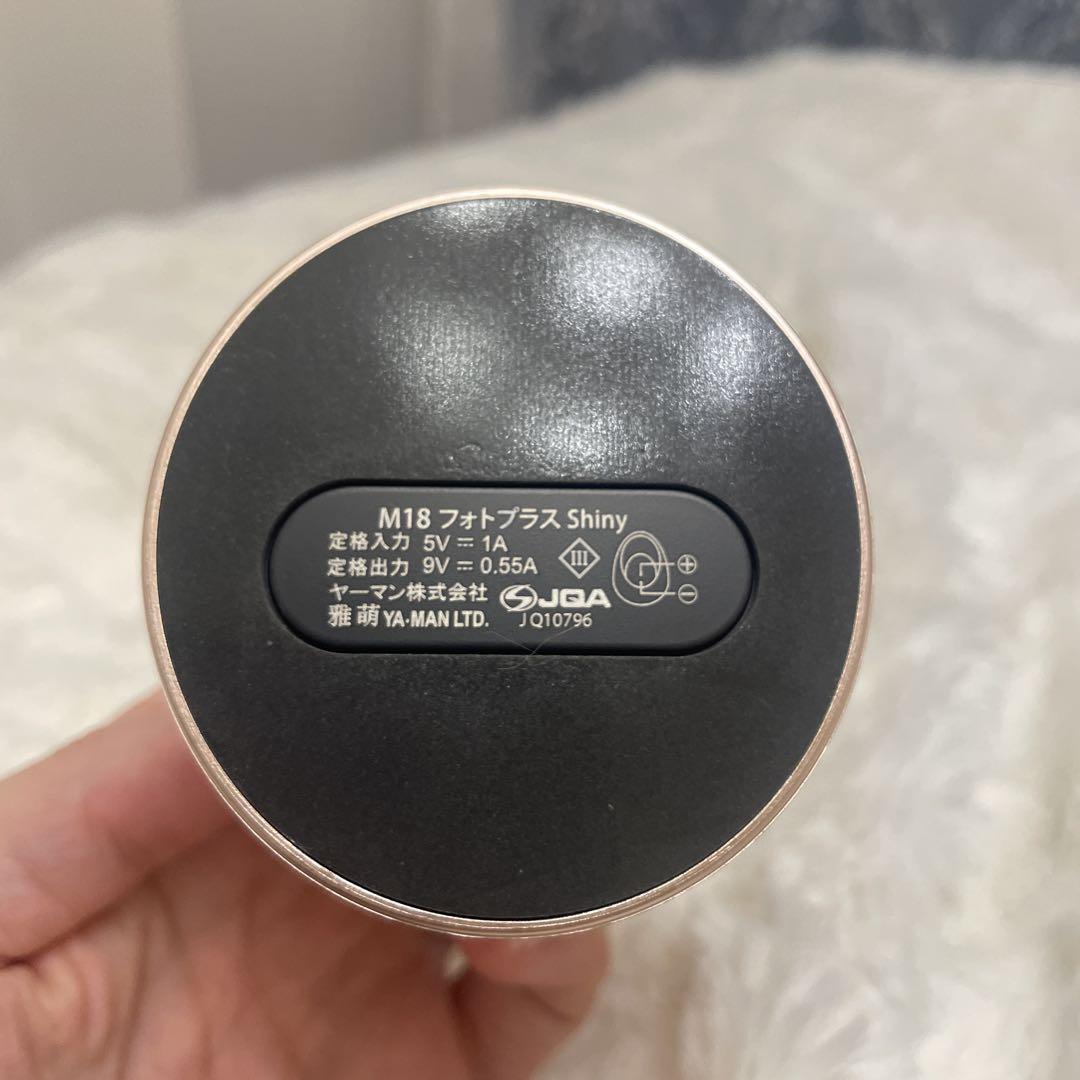 M18 フォトプラス Shiny
定格入力 5V ⎓ 1A
定格出力 9V ⎓ 0.55A
III
ヤーマン株式会社
雅萌 YA-MAN LTD.
JQA
JQ10796